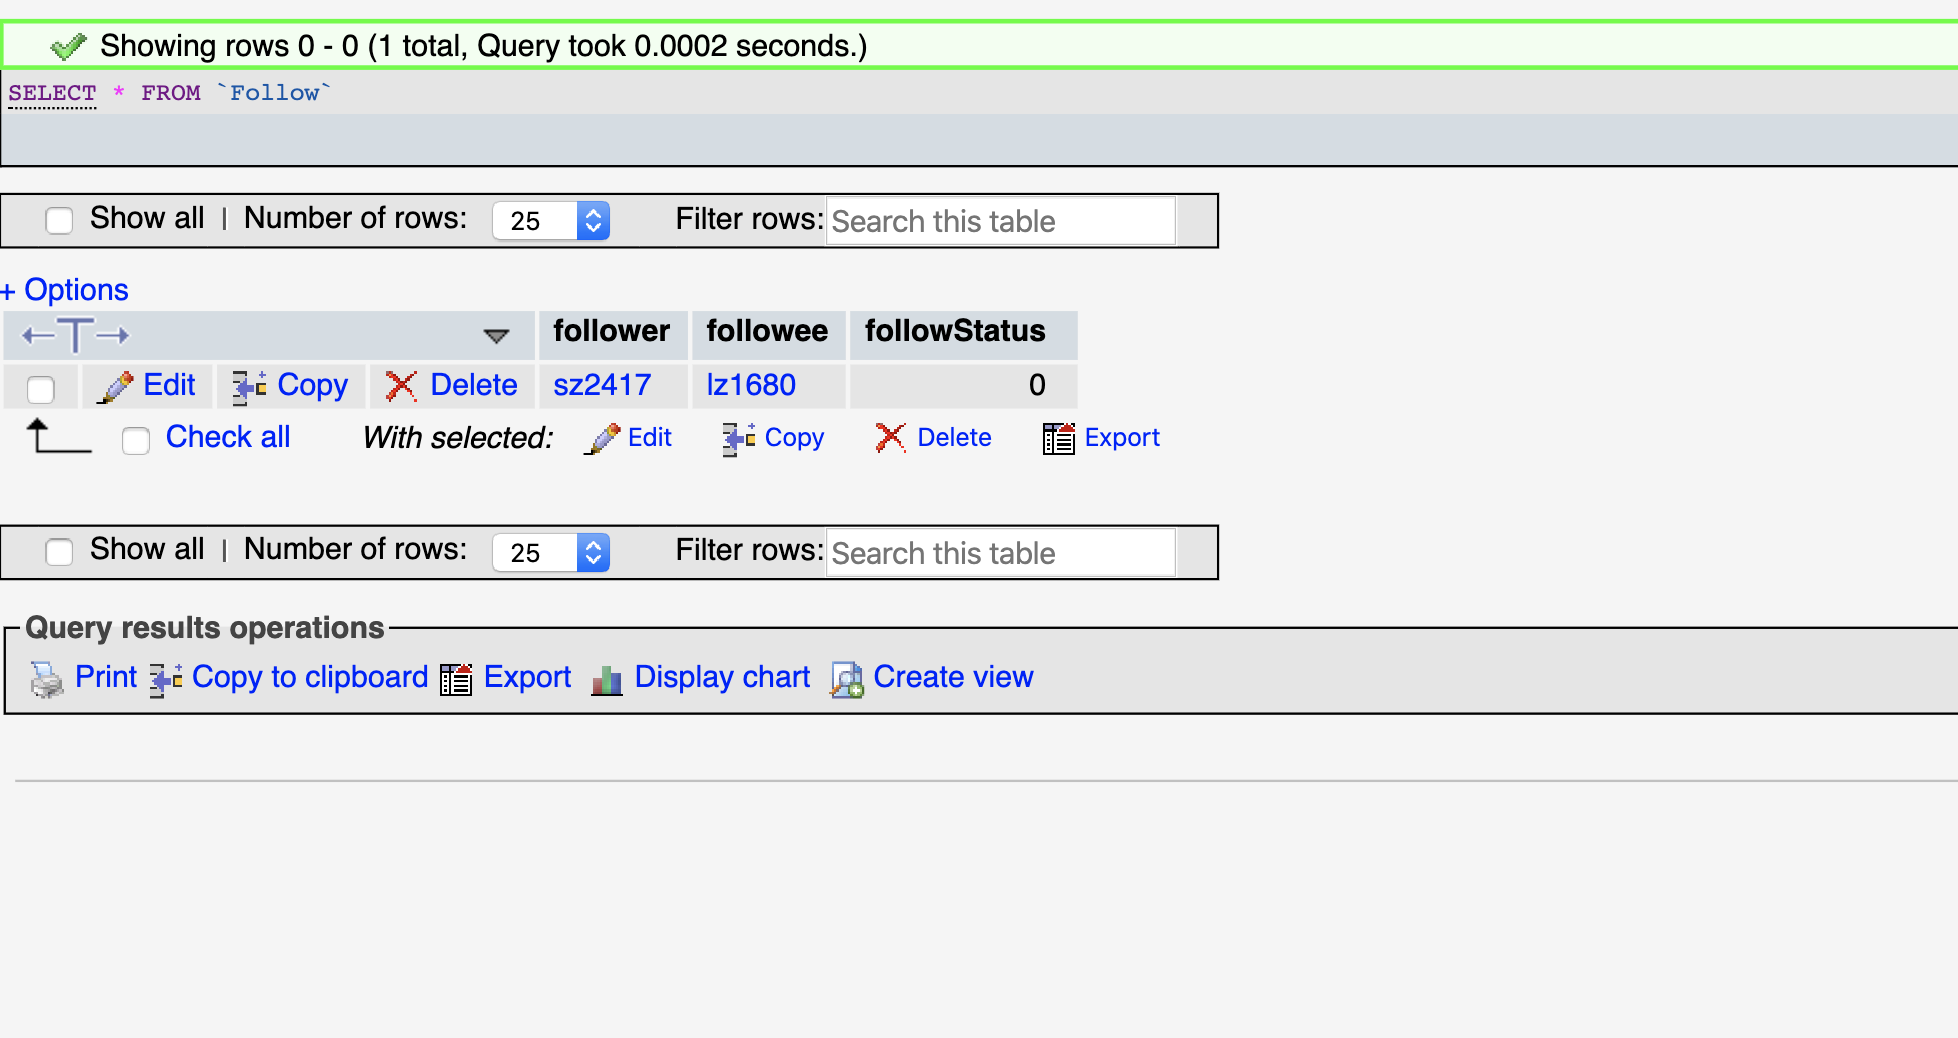 Showing rows 0 - 0 (1 total, Query took 0.0002 seconds.)
SELECT * FROM `Follow`
Show all | Number of rows: 25 Filter rows: Search this table
+ Options
follower followee followStatus
Edit Copy Delete sz2417 lz1680 0
Check all With selected: Edit Copy Delete Export
Show all | Number of rows: 25 Filter rows: Search this table
Query results operations
Print Copy to clipboard Export Display chart Create view